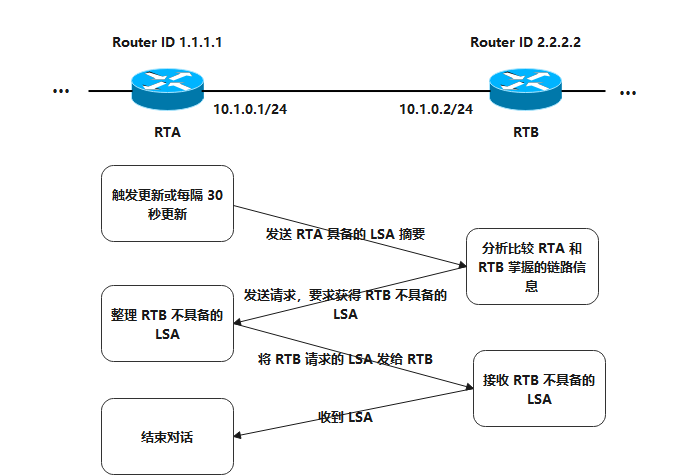 Router ID 1.1.1.1
Router ID 2.2.2.2
...
...
10.1.0.1/24
10.1.0.2/24
RTA
RTB
触发更新或每隔 30
秒更新
发送 RTA 具备的 LSA 摘要
分析比较 RTA 和
RTB 掌握的链路信
息
发送请求，要求获得 RTB 不具备的
LSA
整理 RTB 不具备的
LSA
将 RTB 请求的 LSA 发给 RTB
接收 RTB 不具备的
LSA
收到 LSA
结束对话